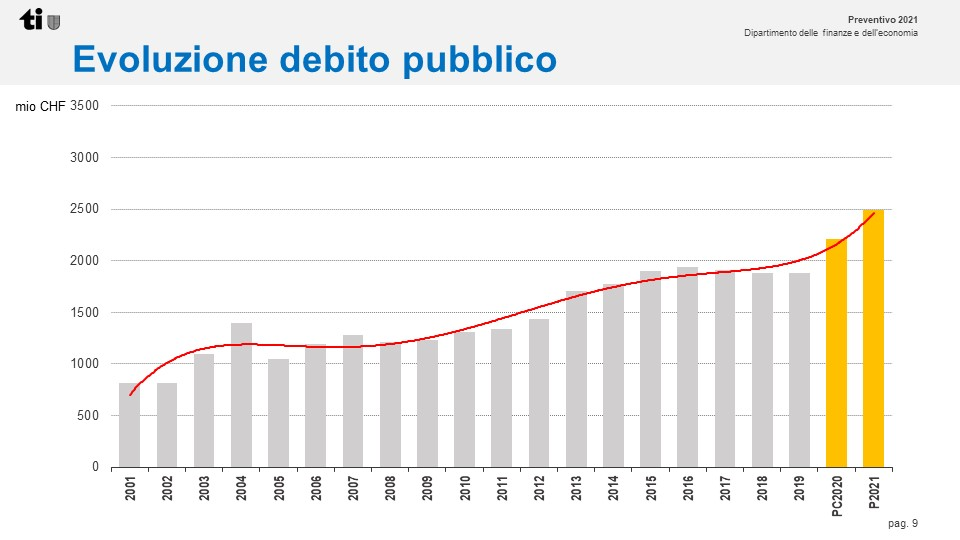 ti
Preventivo 2021
Dipartimento delle finanze e dell'economia
Evoluzione debito pubblico
mio CHF 3500
3000
2500
2000
1500
1000
500
0
2001 2002 2003 2004 2005 2006 2007 2008 2009 2010 2011 2012 2013 2014 2015 2016 2017 2018 2019 PC2020 P2021
pag. 9